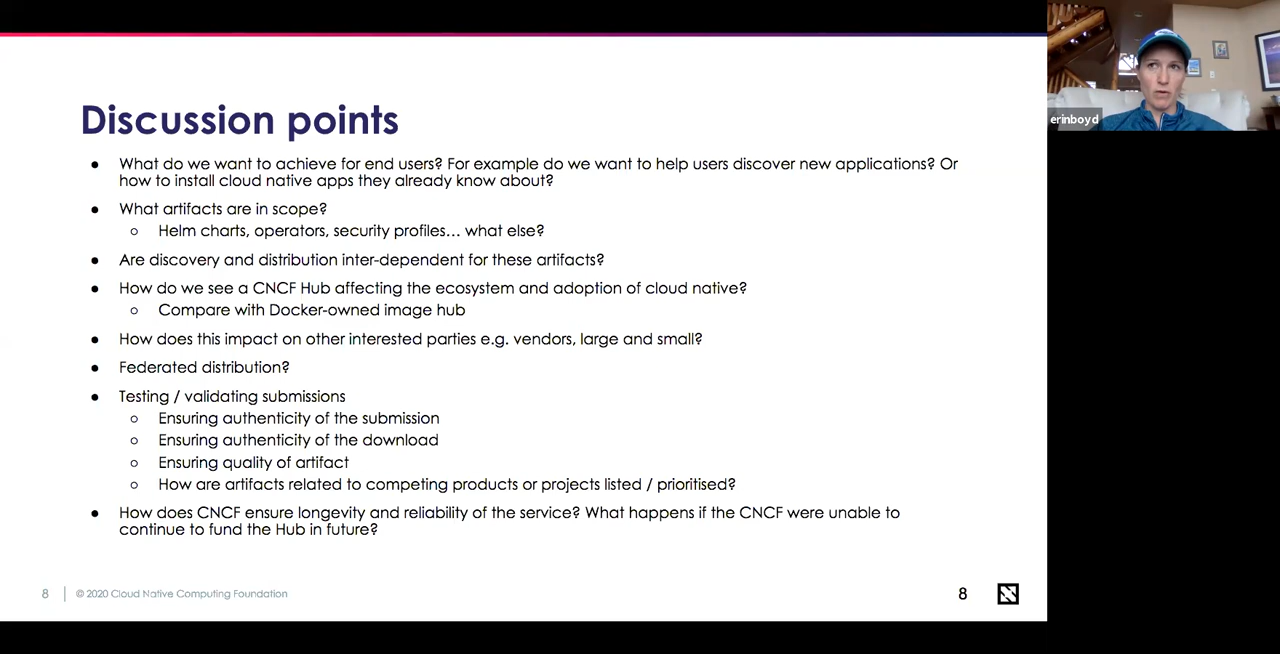 Discussion points
● What do we want to achieve for end users? For example do we want to help users discover new applications? Or
how to install cloud native apps they already know about?
● What artifacts are in scope?
○ Helm charts, operators, security profiles… what else?
● Are discovery and distribution inter-dependent for these artifacts?
● How do we see a CNCF Hub affecting the ecosystem and adoption of cloud native?
○ Compare with Docker-owned image hub
● How does this impact on other interested parties e.g. vendors, large and small?
● Federated distribution?
● Testing / validating submissions
○ Ensuring authenticity of the submission
○ Ensuring authenticity of the download
○ Ensuring quality of artifact
○ How are artifacts related to competing products or projects listed / prioritised?
● How does CNCF ensure longevity and reliability of the service? What happens if the CNCF were unable to
continue to fund the Hub in future?
8 | © 2020 Cloud Native Computing Foundation
8
erinboyd